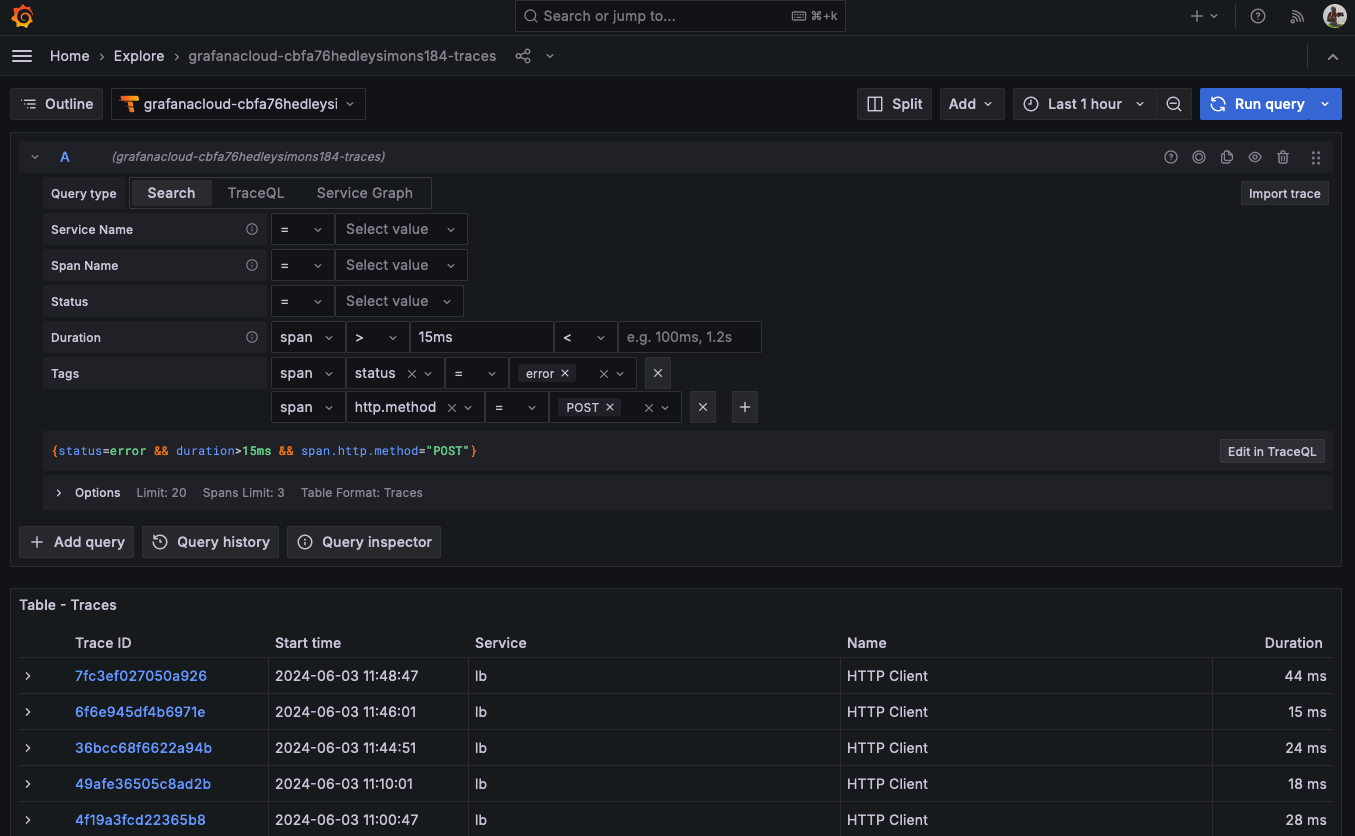 Search or jump to... ⌘+k
Home › Explore › grafanacloud-cbfa76hedleysimons184-traces
Outline grafanacloud-cbfa76hedleysi Split Add Last 1 hour Run query
A (grafanacloud-cbfa76hedleysimons184-traces)
Query type Search TraceQL Service Graph Import trace
Service Name = Select value
Span Name = Select value
Status = Select value
Duration span > 15ms < e.g. 100ms, 1.2s
Tags span status = error
span http.method = POST
{status=error && duration>15ms && span.http.method="POST"} Edit in TraceQL
Options Limit: 20 Spans Limit: 3 Table Format: Traces
+ Add query Query history Query inspector
Table - Traces
Trace ID Start time Service Name Duration
7fc3ef027050a926 2024-06-03 11:48:47 lb HTTP Client 44 ms
6f6e945df4b6971e 2024-06-03 11:46:01 lb HTTP Client 15 ms
36bcc68f6622a94b 2024-06-03 11:44:51 lb HTTP Client 24 ms
49afe36505c8ad2b 2024-06-03 11:10:01 lb HTTP Client 18 ms
4f19a3fcd22365b8 2024-06-03 11:00:47 lb HTTP Client 28 ms